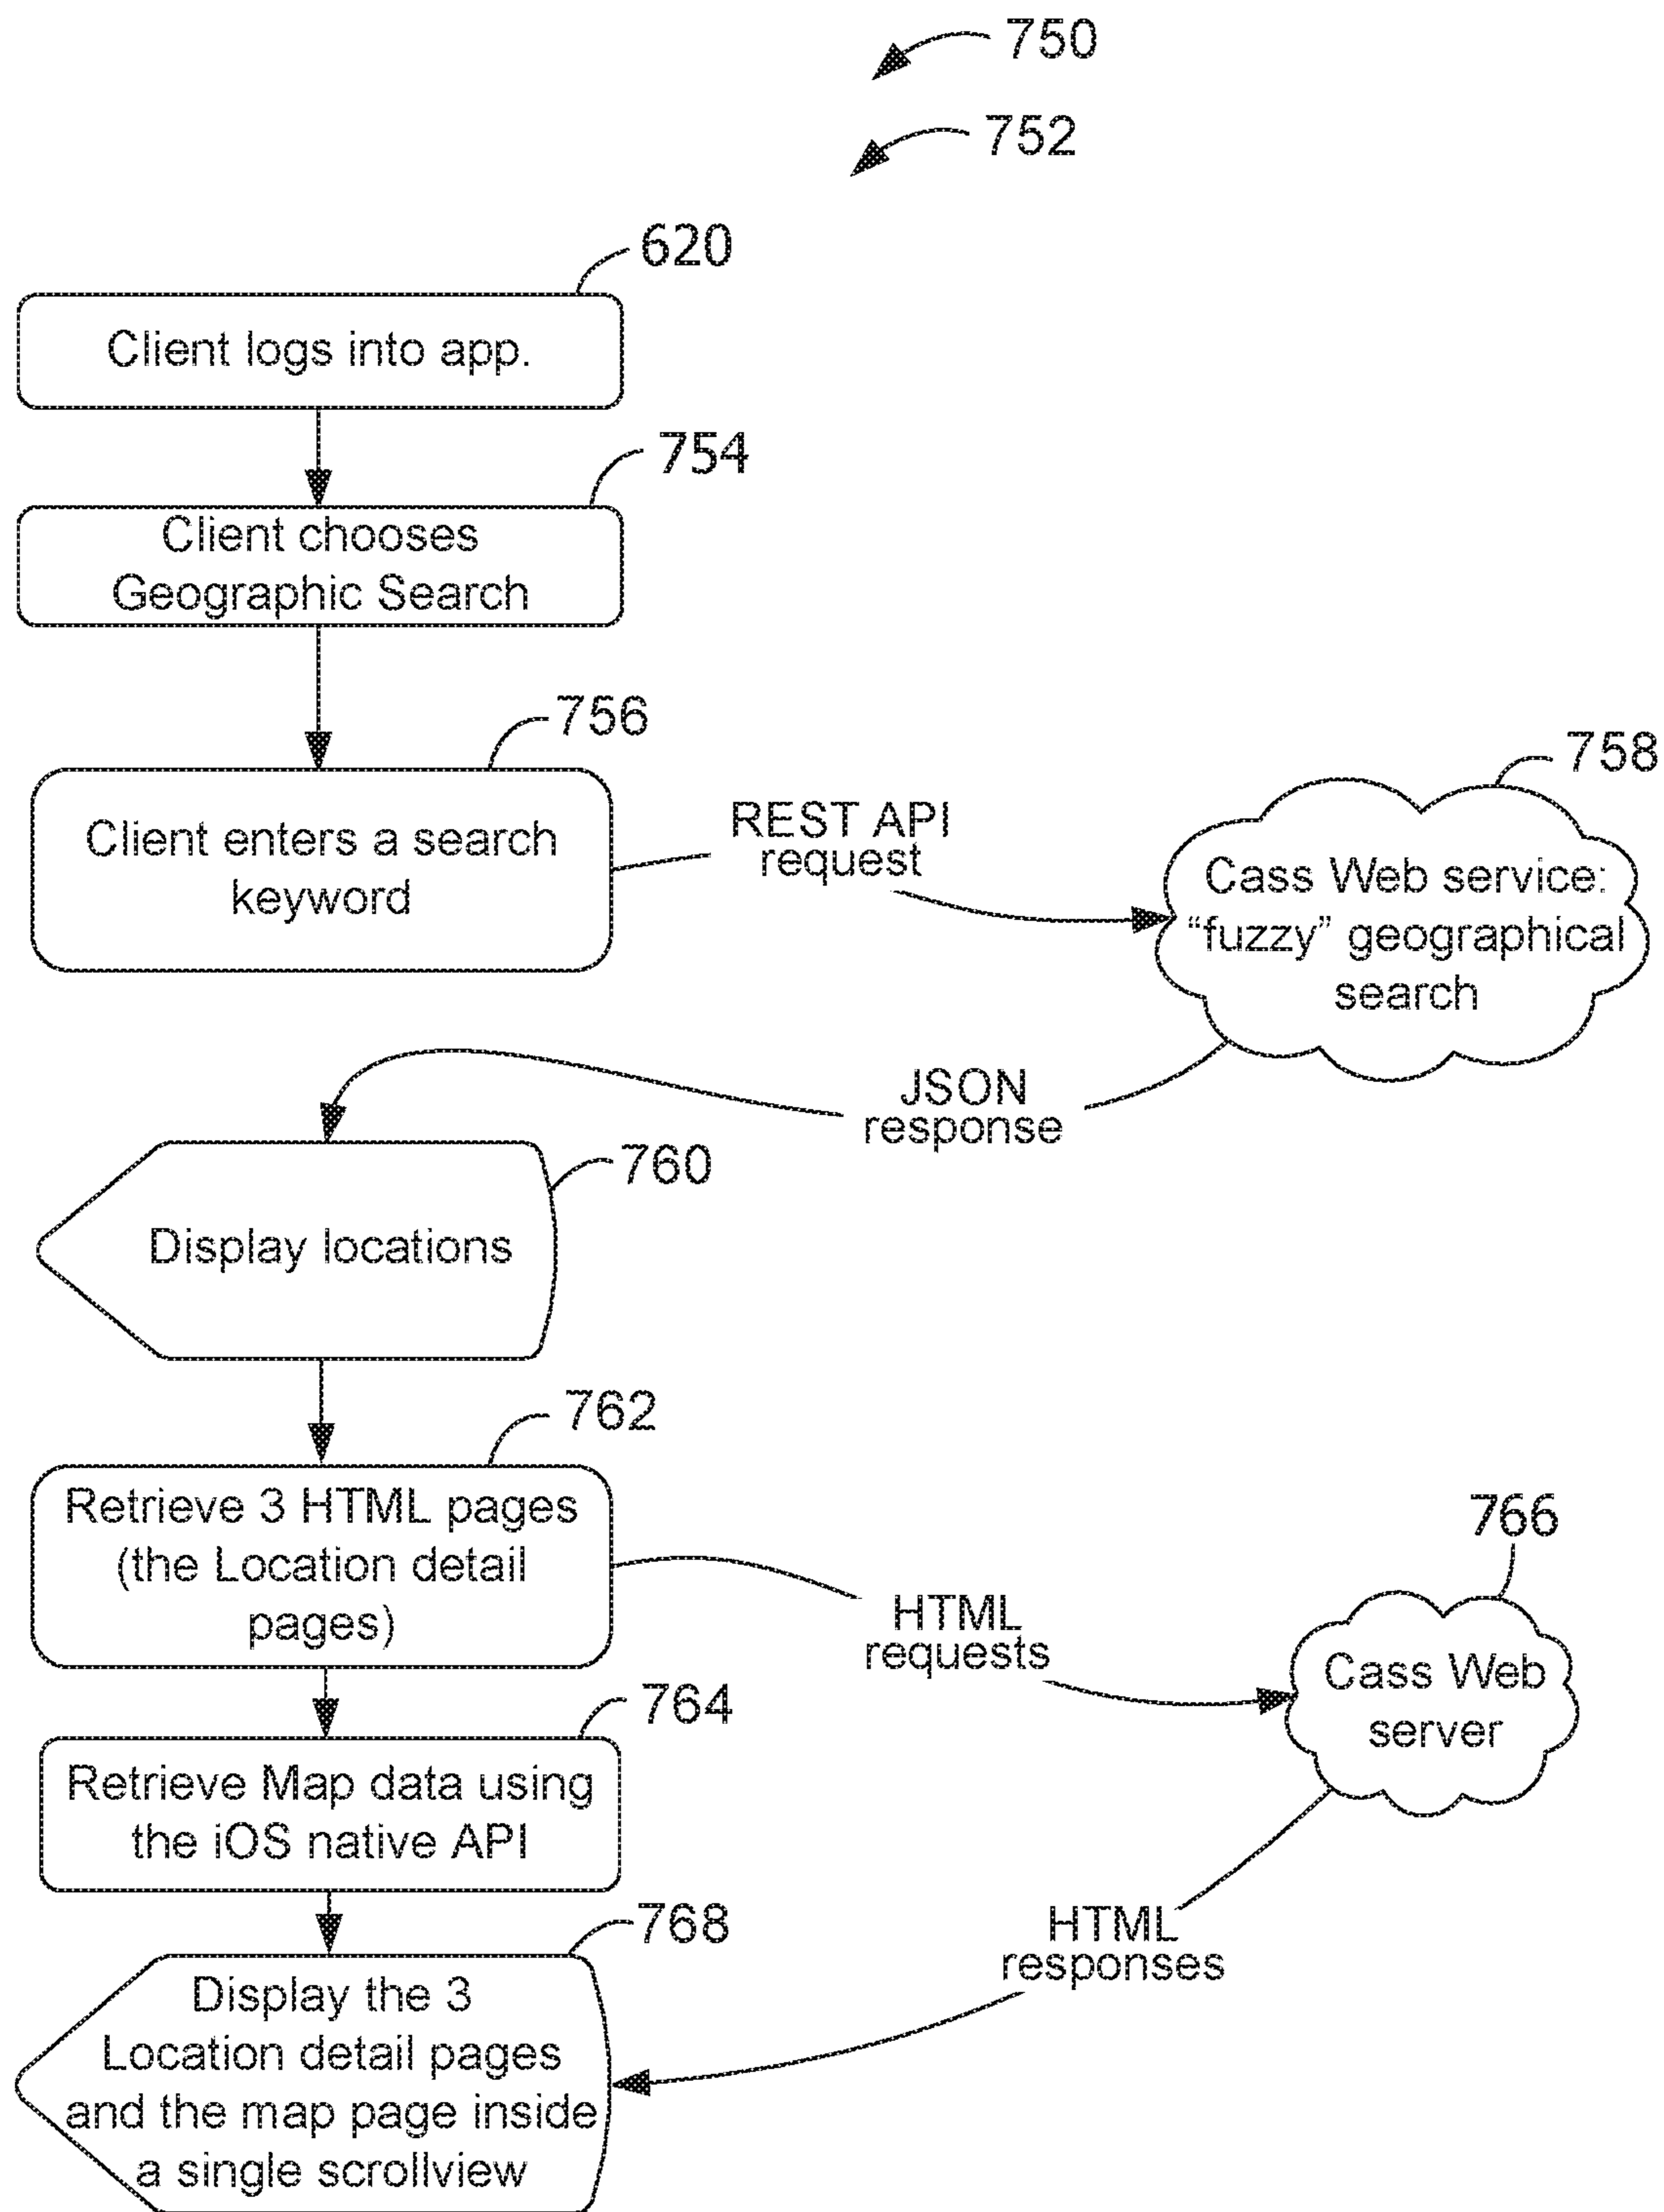 750
752
620
Client logs into app.
754
Client chooses
Geographic Search
756
Client enters a search
keyword
REST API
request
758
Cass Web service:
“fuzzy” geographical
search
JSON
response
760
Display locations
762
Retrieve 3 HTML pages
(the Location detail
pages)
HTML
requests
766
Cass Web
server
764
Retrieve Map data using
the iOS native API
HTML
responses
768
Display the 3
Location detail pages
and the map page inside
a single scrollview